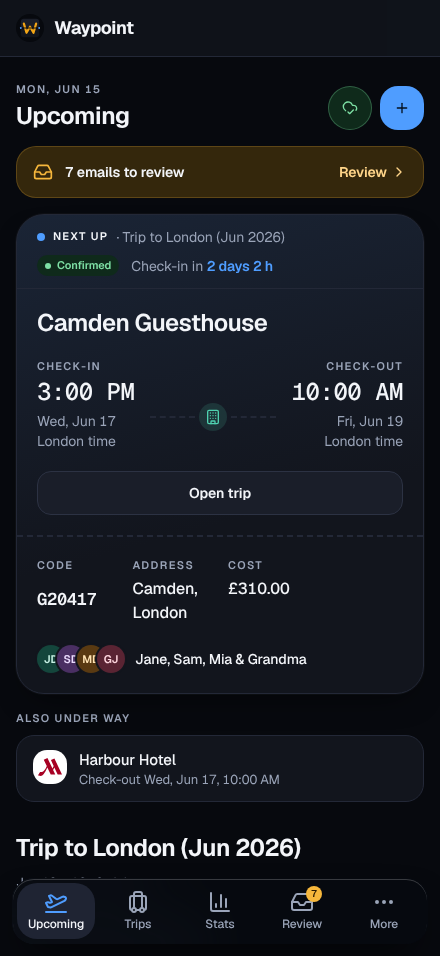 Waypoint
MON, JUN 15
Upcoming
7 emails to review
Review
NEXT UP · Trip to London (Jun 2026)
Confirmed
Check-in in 2 days 2 h
Camden Guesthouse
CHECK-IN
CHECK-OUT
3:00 PM
10:00 AM
Wed, Jun 17
Fri, Jun 19
London time
London time
Open trip
CODE
ADDRESS
COST
G20417
Camden,
London
£310.00
GJ
Jane, Sam, Mia & Grandma
ALSO UNDER WAY
Harbour Hotel
Check-out Wed, Jun 17, 10:00 AM
Trip to London (Jun 2026)
7
Upcoming
Trips
Stats
Review
More